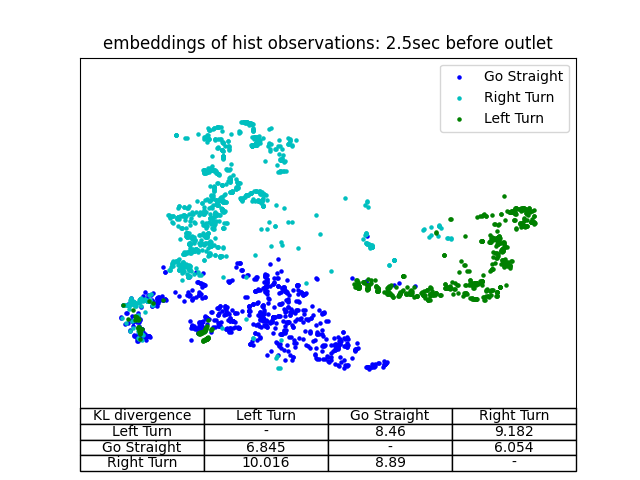 embeddings of hist observations: 2.5sec before outlet
Go Straight
Right Turn
Left Turn
KL divergence Left Turn Go Straight Right Turn
Left Turn - 8.46 9.182
Go Straight 6.845 - 6.054
Right Turn 10.016 8.89 -